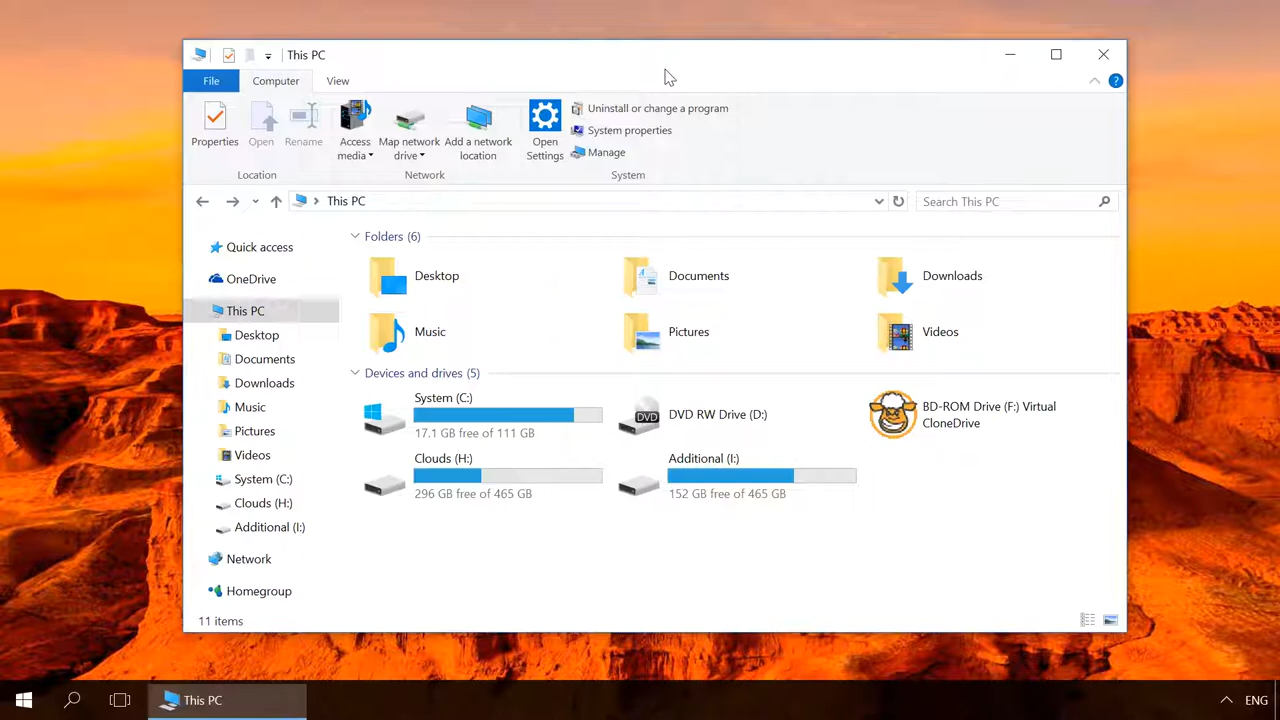 This PC
File
Computer
View
Properties
Open
Rename
Access media
Map network drive
Add a network location
Open Settings
Uninstall or change a program
System properties
Manage
Location
Network
System
This PC
Search This PC
Quick access
OneDrive
This PC
Desktop
Documents
Downloads
Music
Pictures
Videos
System (C:)
Clouds (H:)
Additional (I:)
Network
Homegroup
Folders (6)
Desktop
Documents
Downloads
Music
Pictures
Videos
Devices and drives (5)
System (C:)
17.1 GB free of 111 GB
DVD
DVD RW Drive (D:)
BD-ROM Drive (F:) Virtual
CloneDrive
Clouds (H:)
296 GB free of 465 GB
Additional (I:)
152 GB free of 465 GB
11 items
This PC
ENG